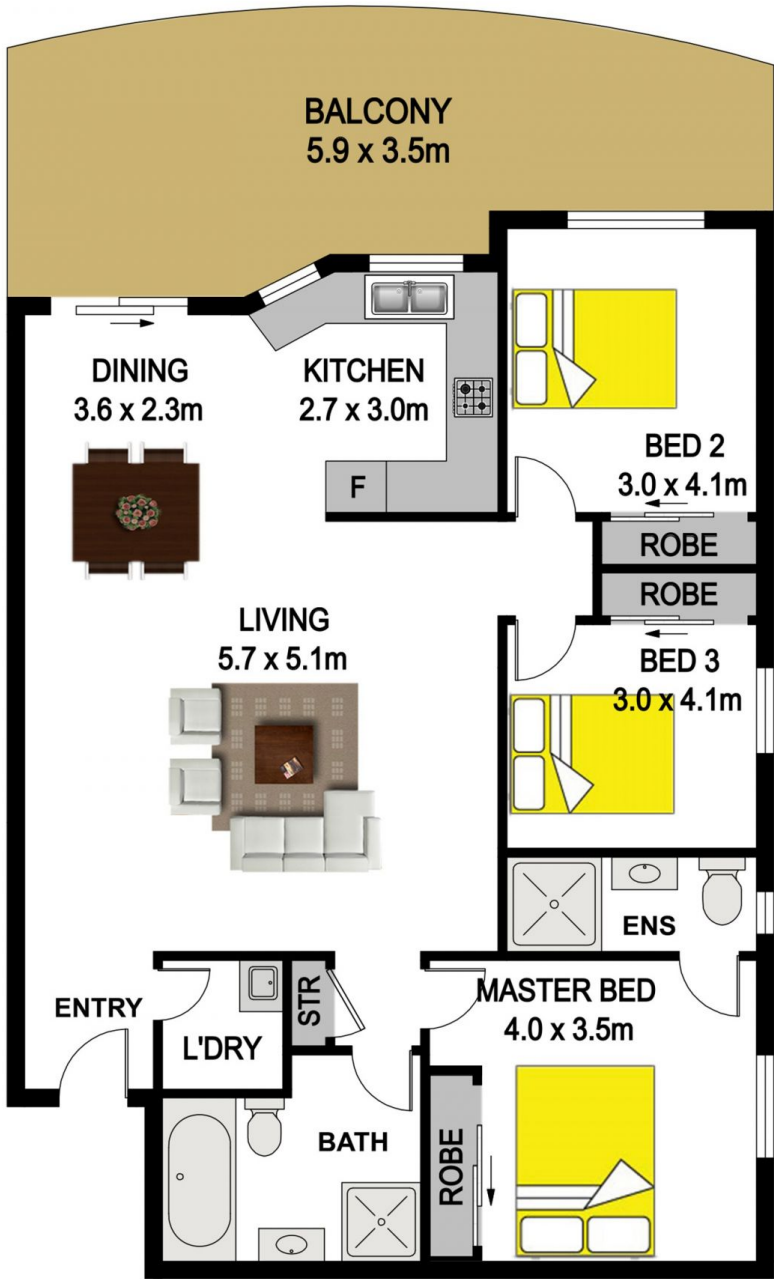 BALCONY
5.9 x 3.5m
DINING
3.6 x 2.3m
KITCHEN
2.7 x 3.0m
F
BED 2
3.0 x 4.1m
ROBE
ROBE
LIVING
5.7 x 5.1m
BED 3
3.0 x 4.1m
ENS
ENTRY
L'DRY
STR
MASTER BED
4.0 x 3.5m
BATH
ROBE